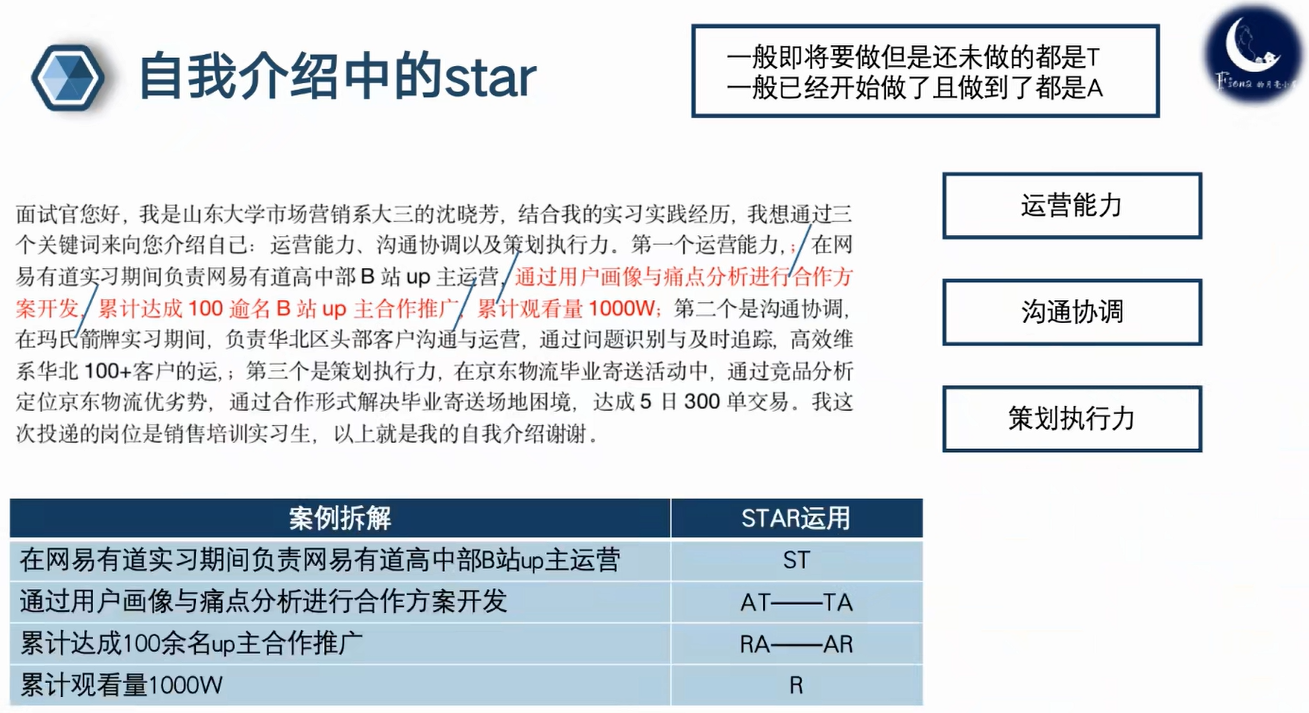 自我介绍中的star
一般即将要做但是还未做的都是T
一般已经开始做了且做到了都是A
Fiona
运营能力
沟通协调
策划执行力
面试官您好，我是山东大学市场营销系大三的沈晓芳，结合我的实习实践经历，我想通过三
个关键词来向您介绍自己：运营能力、沟通协调以及策划执行力。第一个运营能力，；在网
易有道实习期间负责网易有道高中部 B 站 up 主运营，通过用户画像与痛点分析进行合作方
案开发，累计达成 100 逾名 B 站 up 主合作推广，累计观看量 1000W；第二个是沟通协调，
在玛氏箭牌实习期间，负责华北区头部客户沟通与运营，通过问题识别与及时追踪，高效维
系华北 100+客户的运，；第三个是策划执行力，在京东物流毕业寄送活动中，通过竞品分析
定位京东物流优劣势，通过合作形式解决毕业寄送场地困境，达成 5 日 300 单交易。我这
次投递的岗位是销售培训实习生，以上就是我的自我介绍谢谢。
案例拆解 STAR运用
在网易有道实习期间负责网易有道高中部B站up主运营 ST
通过用户画像与痛点分析进行合作方案开发 AT——TA
累计达成100余名up主合作推广 RA——AR
累计观看量1000W R